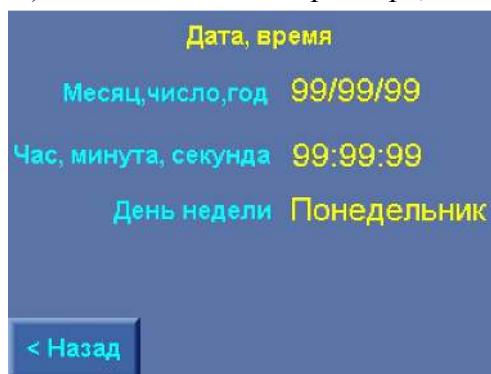 Дата, время
Месяц,число,год 99/99/99
Час, минута, секунда 99:99:99
День недели Понедельник
< Назад